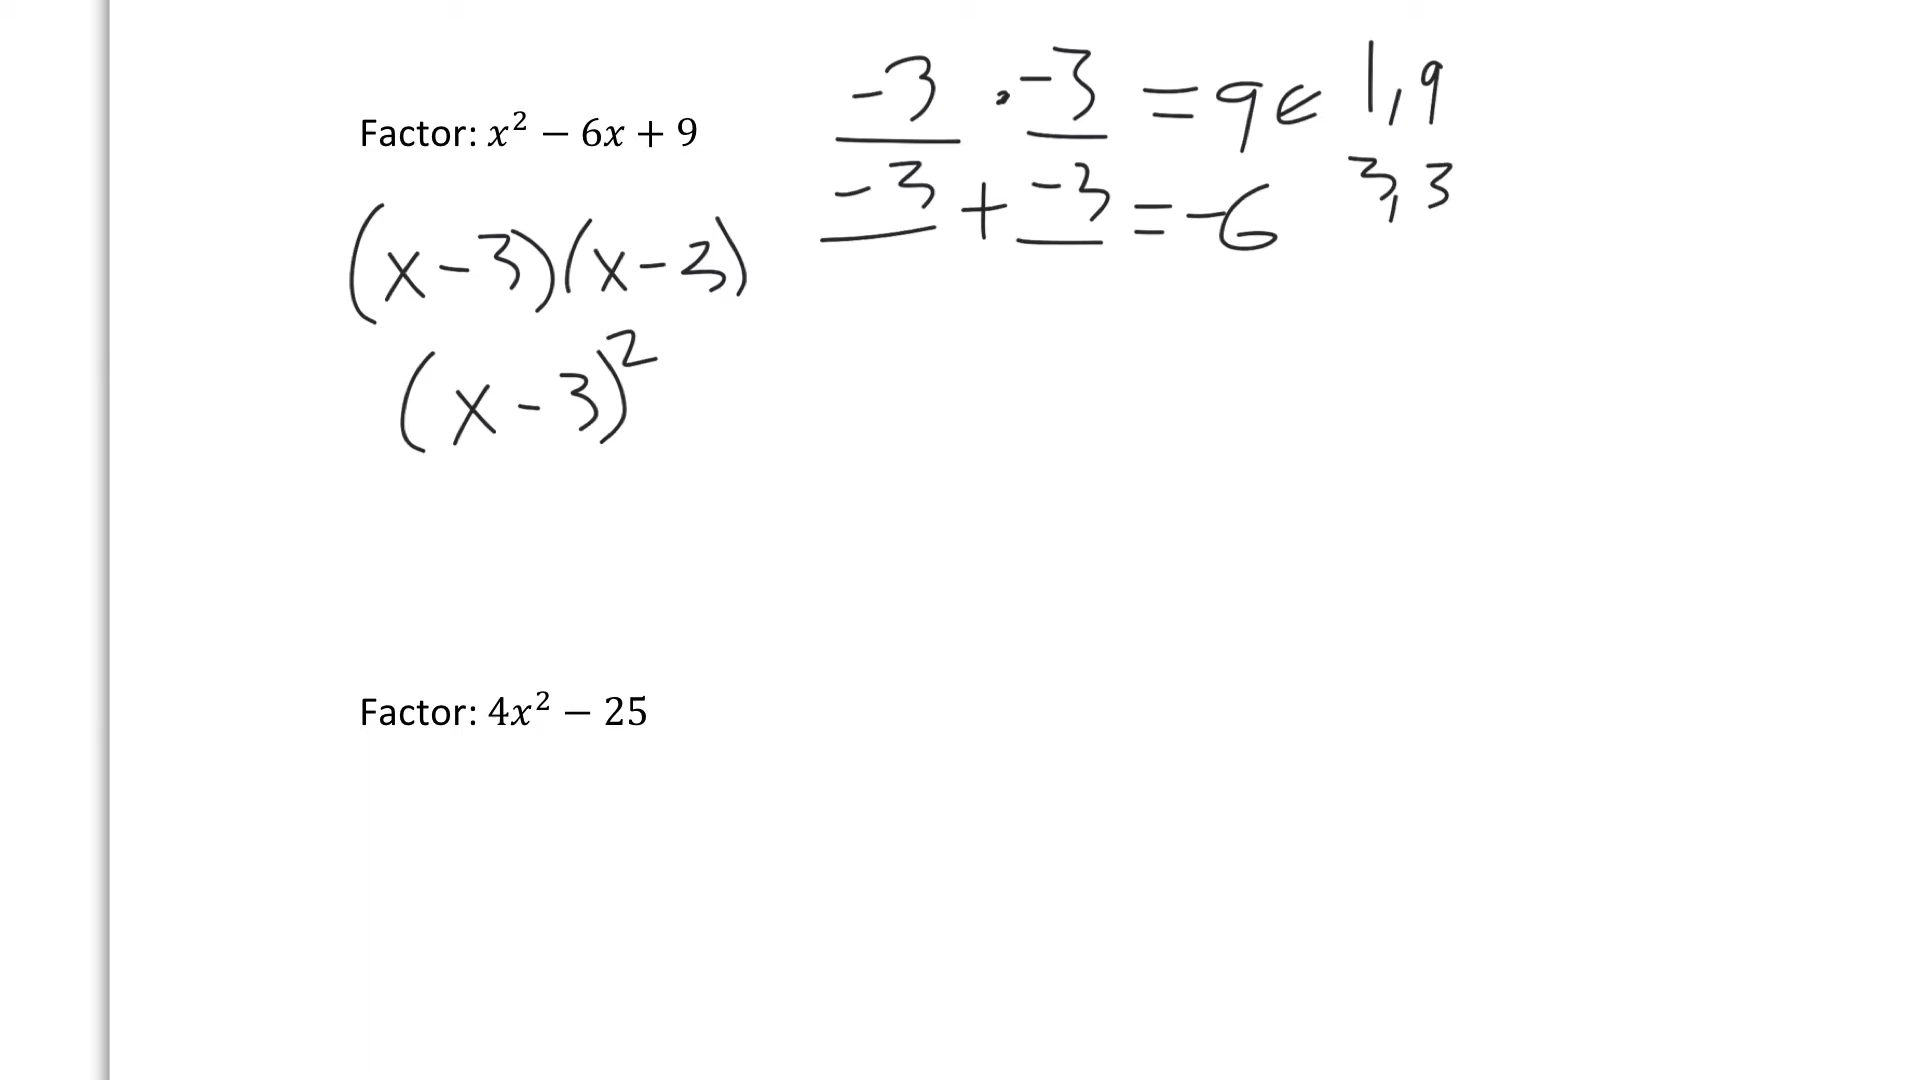 -3 · -3 = 9 ← 1, 9
Factor: x² − 6x + 9
-3 + -3 = -6 3, 3
(x-3)(x-3)
(x-3)²
Factor: 4x² − 25